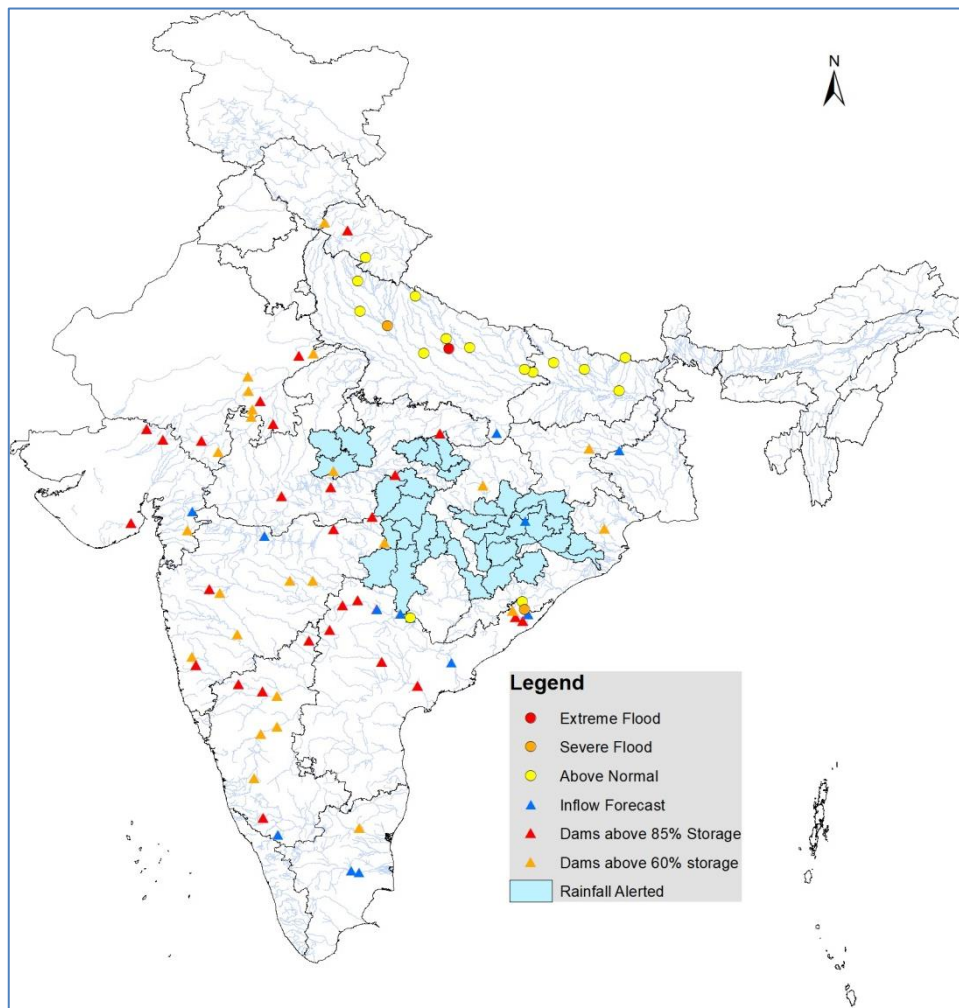 N
Legend
Extreme Flood
Severe Flood
Above Normal
Inflow Forecast
Dams above 85% Storage
Dams above 60% storage
Rainfall Alerted